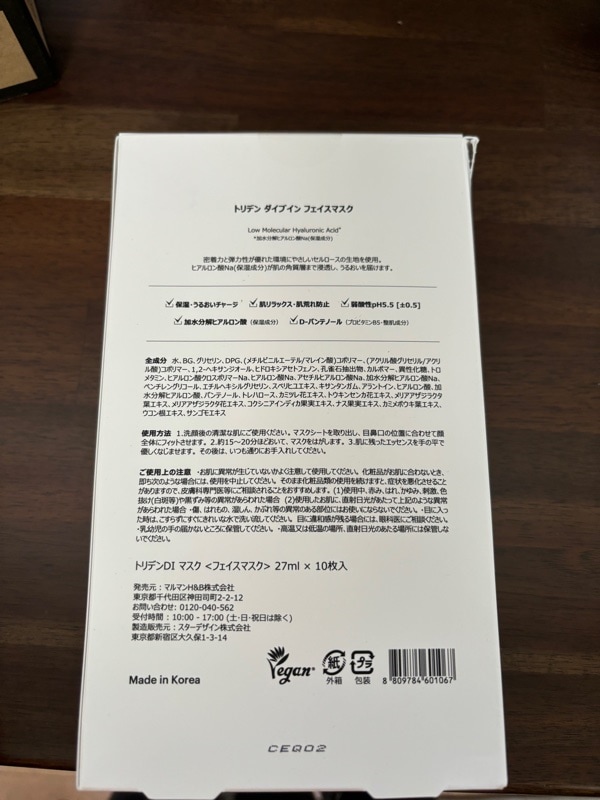 トリデン ダイブイン フェイスマスク
Low Molecular Hyaluronic Acid*
*加水分解ヒアルロン酸Na(保湿成分)
密着力と弾力性が優れた環境にやさしいセルロースの生地を使用。
ヒアルロン酸Na(保湿成分)が肌の角質層まで浸透し、うるおいを届けます。
保湿・うるおいチャージ 肌リラックス・肌荒れ防止 弱酸性pH5.5 [±0.5]
加水分解ヒアルロン酸 (保湿成分) D-パンテノール (プロビタミンB5・整肌成分)
全成分 水、BG、グリセリン、DPG、(メチルビニルエーテル/マレイン酸)コポリマー、(アクリル酸グリセリル/アクリ
ル酸)コポリマー、1,2-ヘキサンジオール、ヒドロキシアセトフェノン、孔雀石抽出物、カルボマー、異性化糖、トロ
メタミン、ヒアルロン酸クロスポリマーNa、ヒアルロン酸Na、アセチルヒアルロン酸Na、加水分解ヒアルロン酸Na、
ペンチレングリコール、エチルヘキシルグリセリン、スベリヒユエキス、キサンタンガム、アラントイン、ヒアルロン酸、加
水分解ヒアルロン酸、パンテノール、トレハロース、カミツレ花エキス、トウキンセンカ花エキス、メリアアザジラクタ
葉エキス、メリアアザジラクタ花エキス、コクシニアインディカ果実エキス、ナス果実エキス、カミメボウキ葉エキス、
ウコン根エキス、サンゴモエキス
使用方法 1.洗顔後の清潔な肌にご使用ください。マスクシートを取り出し、目鼻口の位置に合わせて顔
全体にフィットさせます。2.約15～20分ほどおいて、マスクをはがします。3.肌に残ったエッセンスを手の平で
優しくなじませます。その後は、いつも通りにお手入れしてください。
ご使用上の注意 ・お肌に異常が生じていないかよく注意して使用してください。化粧品がお肌に合わないとき、
即ち次のような場合には、使用を中止してください。そのまま化粧品類の使用を続けますと、症状を悪化させることが
ありますので、皮膚科専門医等にご相談されることをおすすめします。(1)使用中、赤み、はれ、かゆみ、刺激、色
抜け(白斑等)や黒ずみ等の異常があらわれた場合 (2)使用したお肌に、直射日光があたって上記のような異常
があらわれた場合 ・傷、はれもの、湿しん、かぶれ等の異常のある部位にはお使いにならないでください。・目に入っ
た時は、こすらずにすぐにきれいな水で洗い流してください。 目に違和感が残る場合には、眼科医にご相談ください。
・乳幼児の手の届かないところに保管してください。・高温又は低温の場所、直射日光のあたる場所には保管しな
いでください。
トリデンDI マスク <フェイスマスク> 27ml × 10枚入
発売元：マルマンH&B株式会社
東京都千代田区神田司町2-2-12
お問い合わせ: 0120-040-562
受付時間：10:00 - 17:00 (土・日・祝日は除く)
製造販売元：スターデザイン株式会社
東京都新宿区大久保1-3-14
Made in Korea
Vegan
紙
外箱
プラ
包装
8 809784 601067
CEQ02